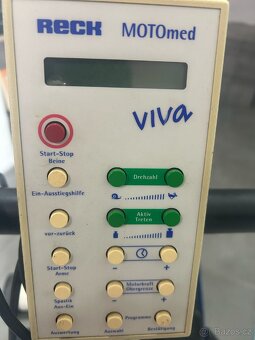 RECK MOTOmed
viva
Start-Stop
Beine
Drehzahl
Ein-Ausstiegshilfe
Aktiv
Treten
vor-zurück
Start-Stop
Arme
- +
Spastik
Aus-Ein
Motorkraft
Obergrenze
- +
Programme
Auswertung Auswahl Bestätigung